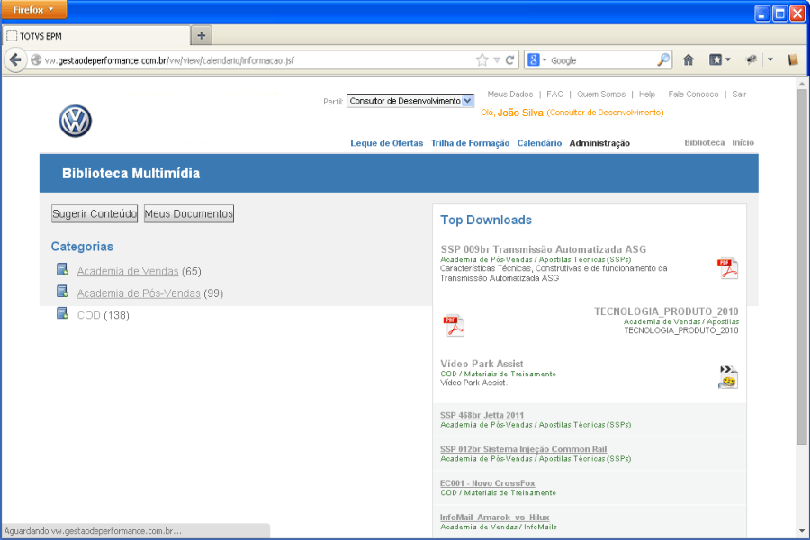 Firefox
TOTVS EPM
vw.gestaodeperformance.com.br/vw/view/calendario/informacao.jsf
Google
Perfil: Consultor de Desenvolvimento
Meus Dados | FAQ | Quem Somos | Help Fale Conosco | Sair
Olá, João Silva (Consultor de Desenvolvimento)
Leque de Ofertas Trilha de Formação Calendário Administração Biblioteca Início
Biblioteca Multimídia
Sugerir Conteúdo Meus Documentos
Categorias
Academia de Vendas (65)
Academia de Pós-Vendas (99)
COD (138)
Top Downloads
SSP 009br Transmissão Automatizada ASG
Academia de Pós-Vendas / Apostilas Técnicas (SSPs)
Características Técnicas, Construtivas e de funcionamento da
Transmissão Automatizada ASG
TECNOLOGIA_PRODUTO_2010
Academia de Vendas / Apostilas
TECNOLOGIA_PRODUTO_2010
Vídeo Park Assist
COD / Materiais de Treinamento
Vídeo Park Assist.
SSP 468br Jetta 2011
Academia de Pós-Vendas / Apostilas Técnicas (SSPs)
SSP 012br Sistema Injeção Common Rail
Academia de Pós-Vendas / Apostilas Técnicas (SSPs)
EC001 - Novo CrossFox
COD / Materiais de Treinamento
InfoMail_Amarok_vo_Hilux
Academia de Vendas / InfoMails
Aguardando vw.gestaodeperformance.com.br...